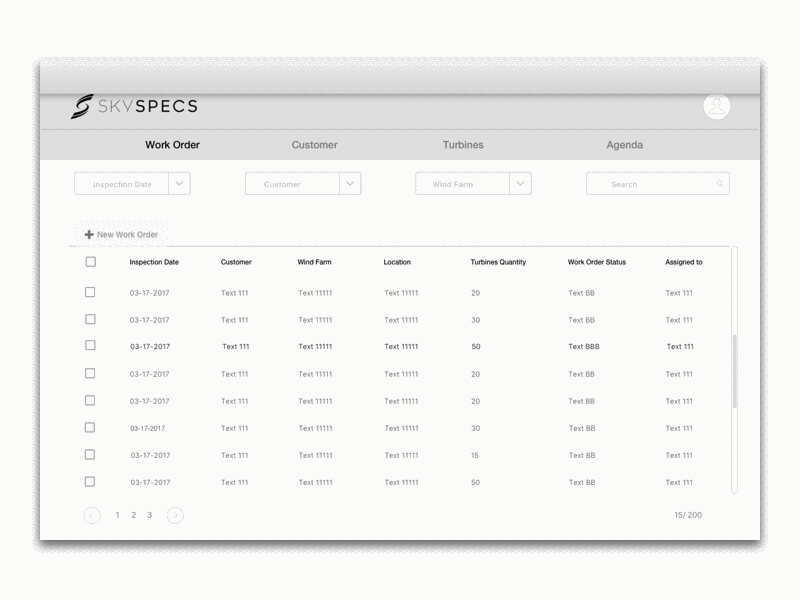 SKYSPECS
Work Order Customer Turbines Agenda
Inspection Date Customer Wind Farm Search
New Work Order
Inspection Date Customer Wind Farm Location Turbines Quantity Work Order Status Assigned to
03-17-2017 Text 111 Text 11111 Text 11111 20 Text BB Text 111
03-17-2017 Text 111 Text 11111 Text 11111 30 Text BB Text 111
03-17-2017 Text 111 Text 11111 Text 11111 50 Text BBB Text 111
03-17-2017 Text 111 Text 11111 Text 11111 20 Text BB Text 111
03-17-2017 Text 111 Text 11111 Text 11111 20 Text BB Text 111
03-17-2017 Text 111 Text 11111 Text 11111 30 Text BB Text 111
03-17-2017 Text 111 Text 11111 Text 11111 15 Text BB Text 111
03-17-2017 Text 111 Text 11111 Text 11111 50 Text BB Text 111
1 2 3 15/ 200